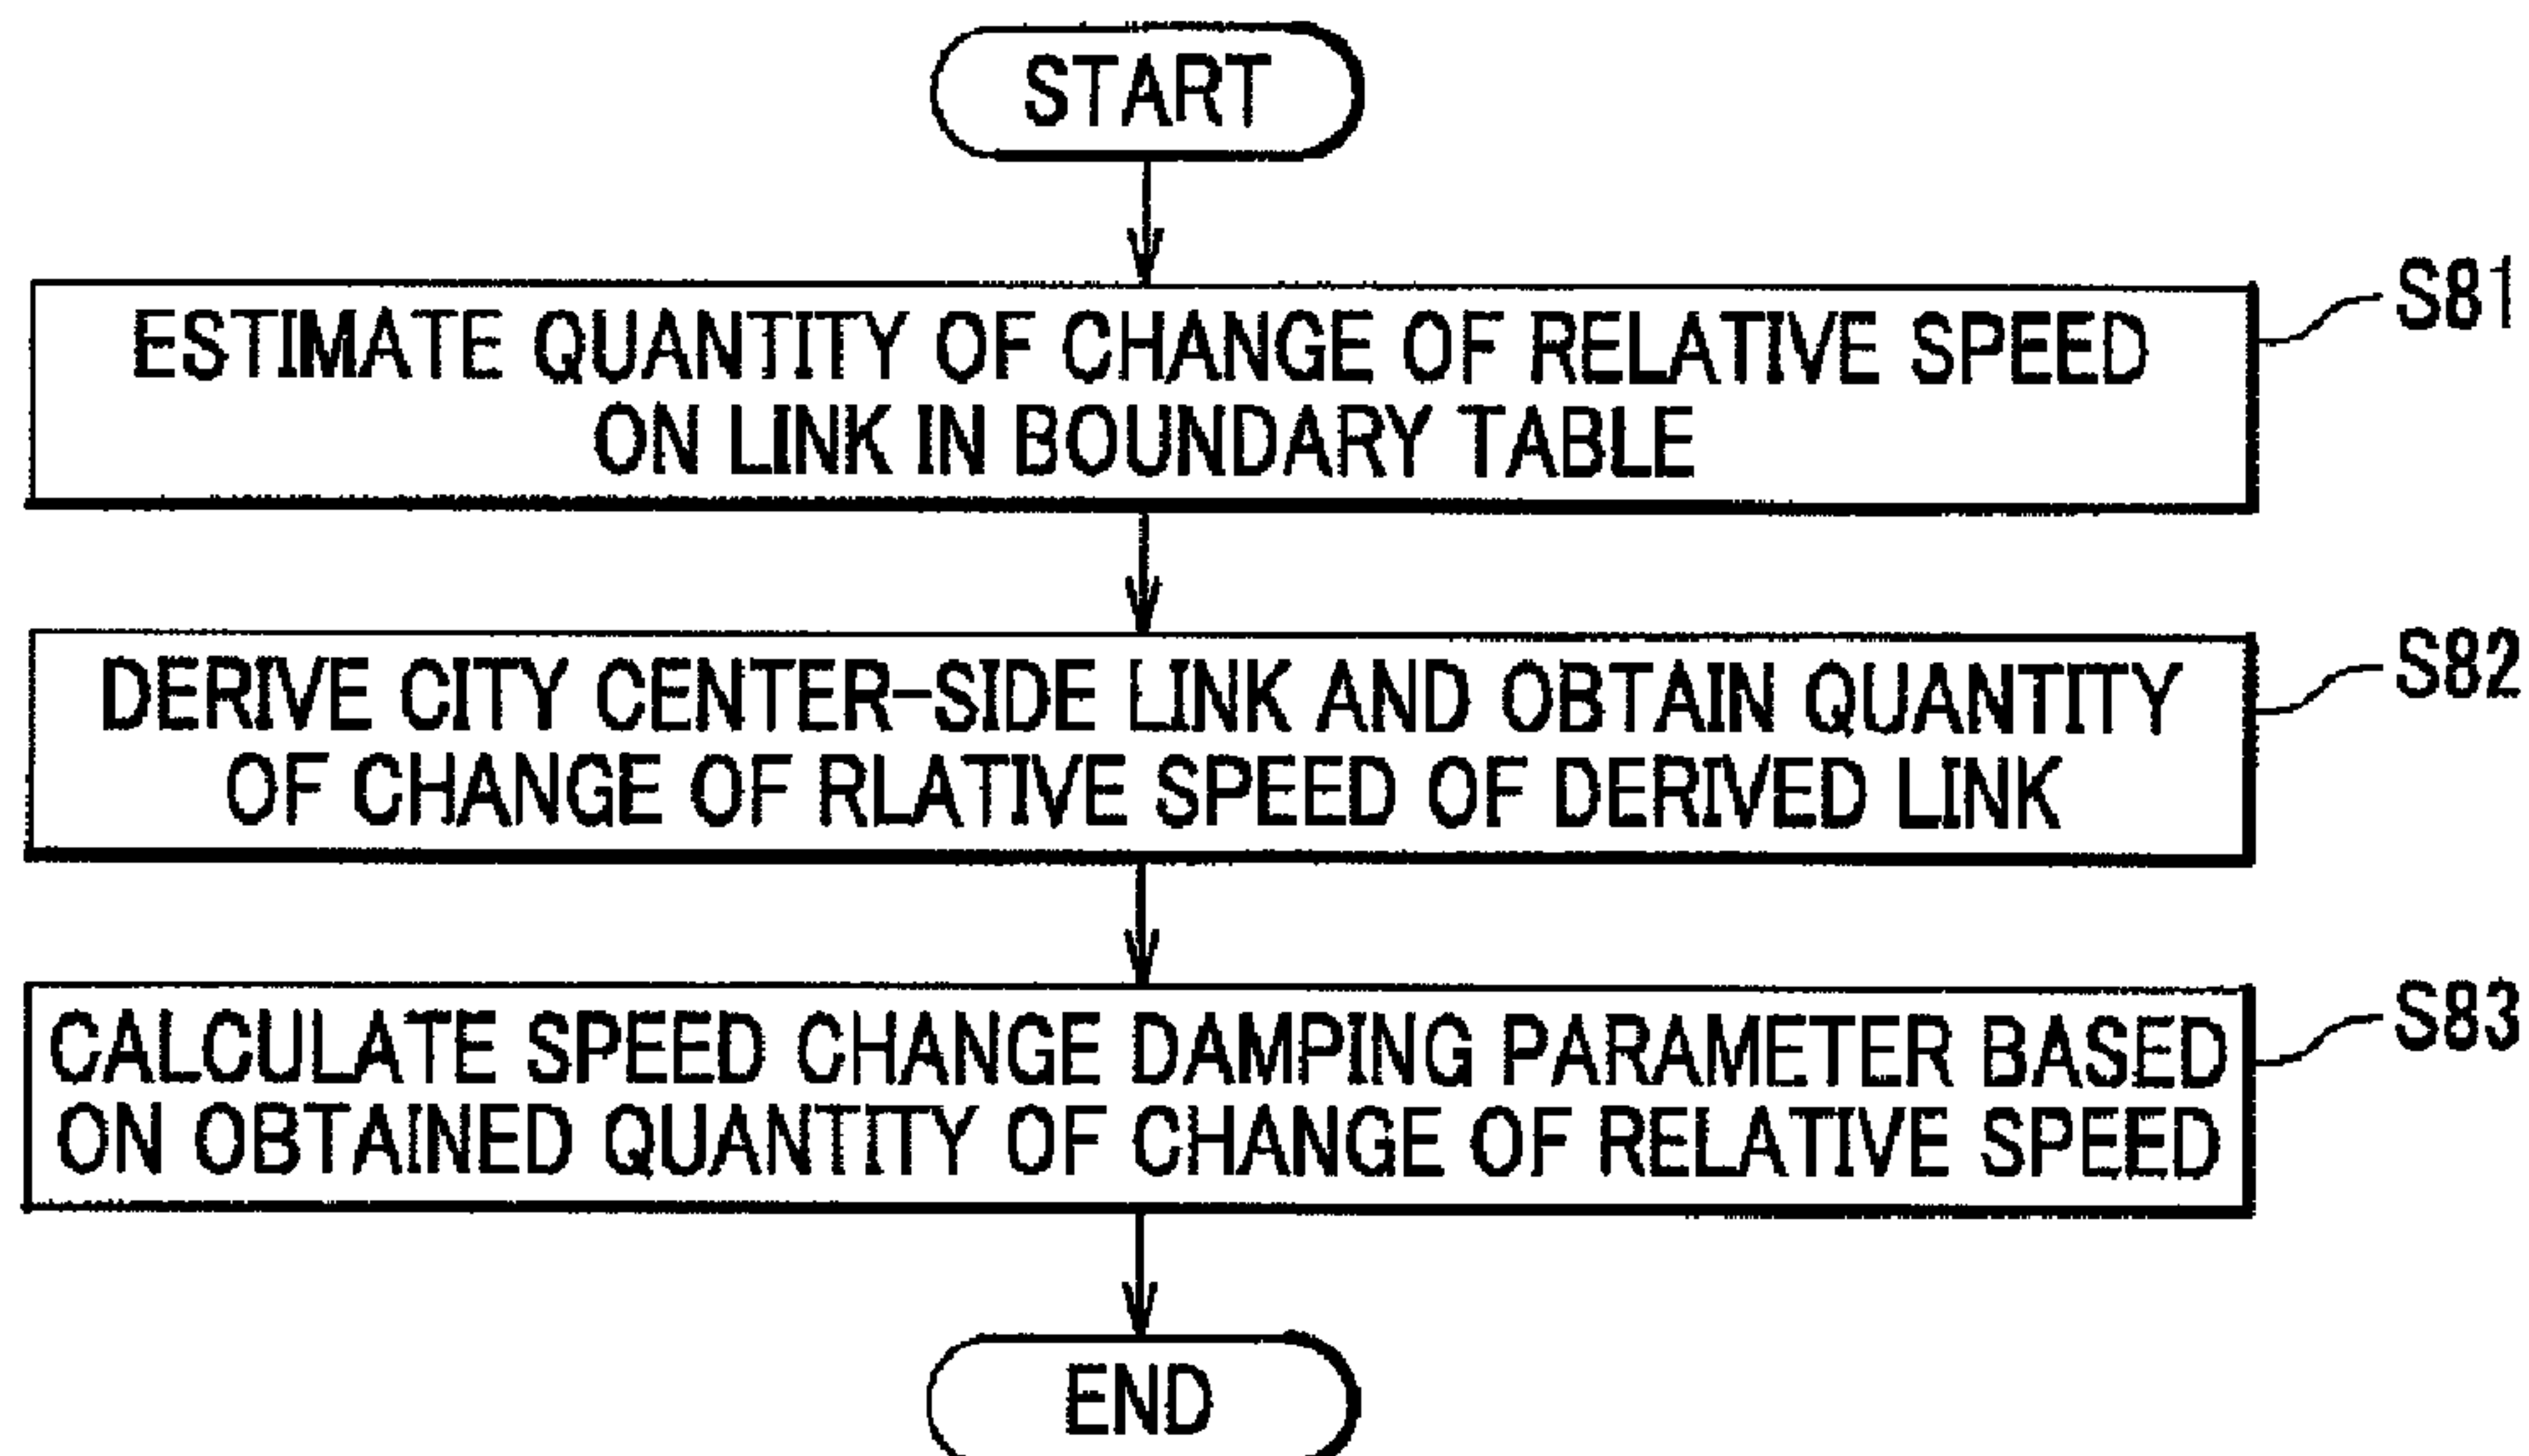 START
ESTIMATE QUANTITY OF CHANGE OF RELATIVE SPEED
ON LINK IN BOUNDARY TABLE
S81
DERIVE CITY CENTER-SIDE LINK AND OBTAIN QUANTITY
OF CHANGE OF RLATIVE SPEED OF DERIVED LINK
S82
CALCULATE SPEED CHANGE DAMPING PARAMETER BASED
ON OBTAINED QUANTITY OF CHANGE OF RELATIVE SPEED
S83
END